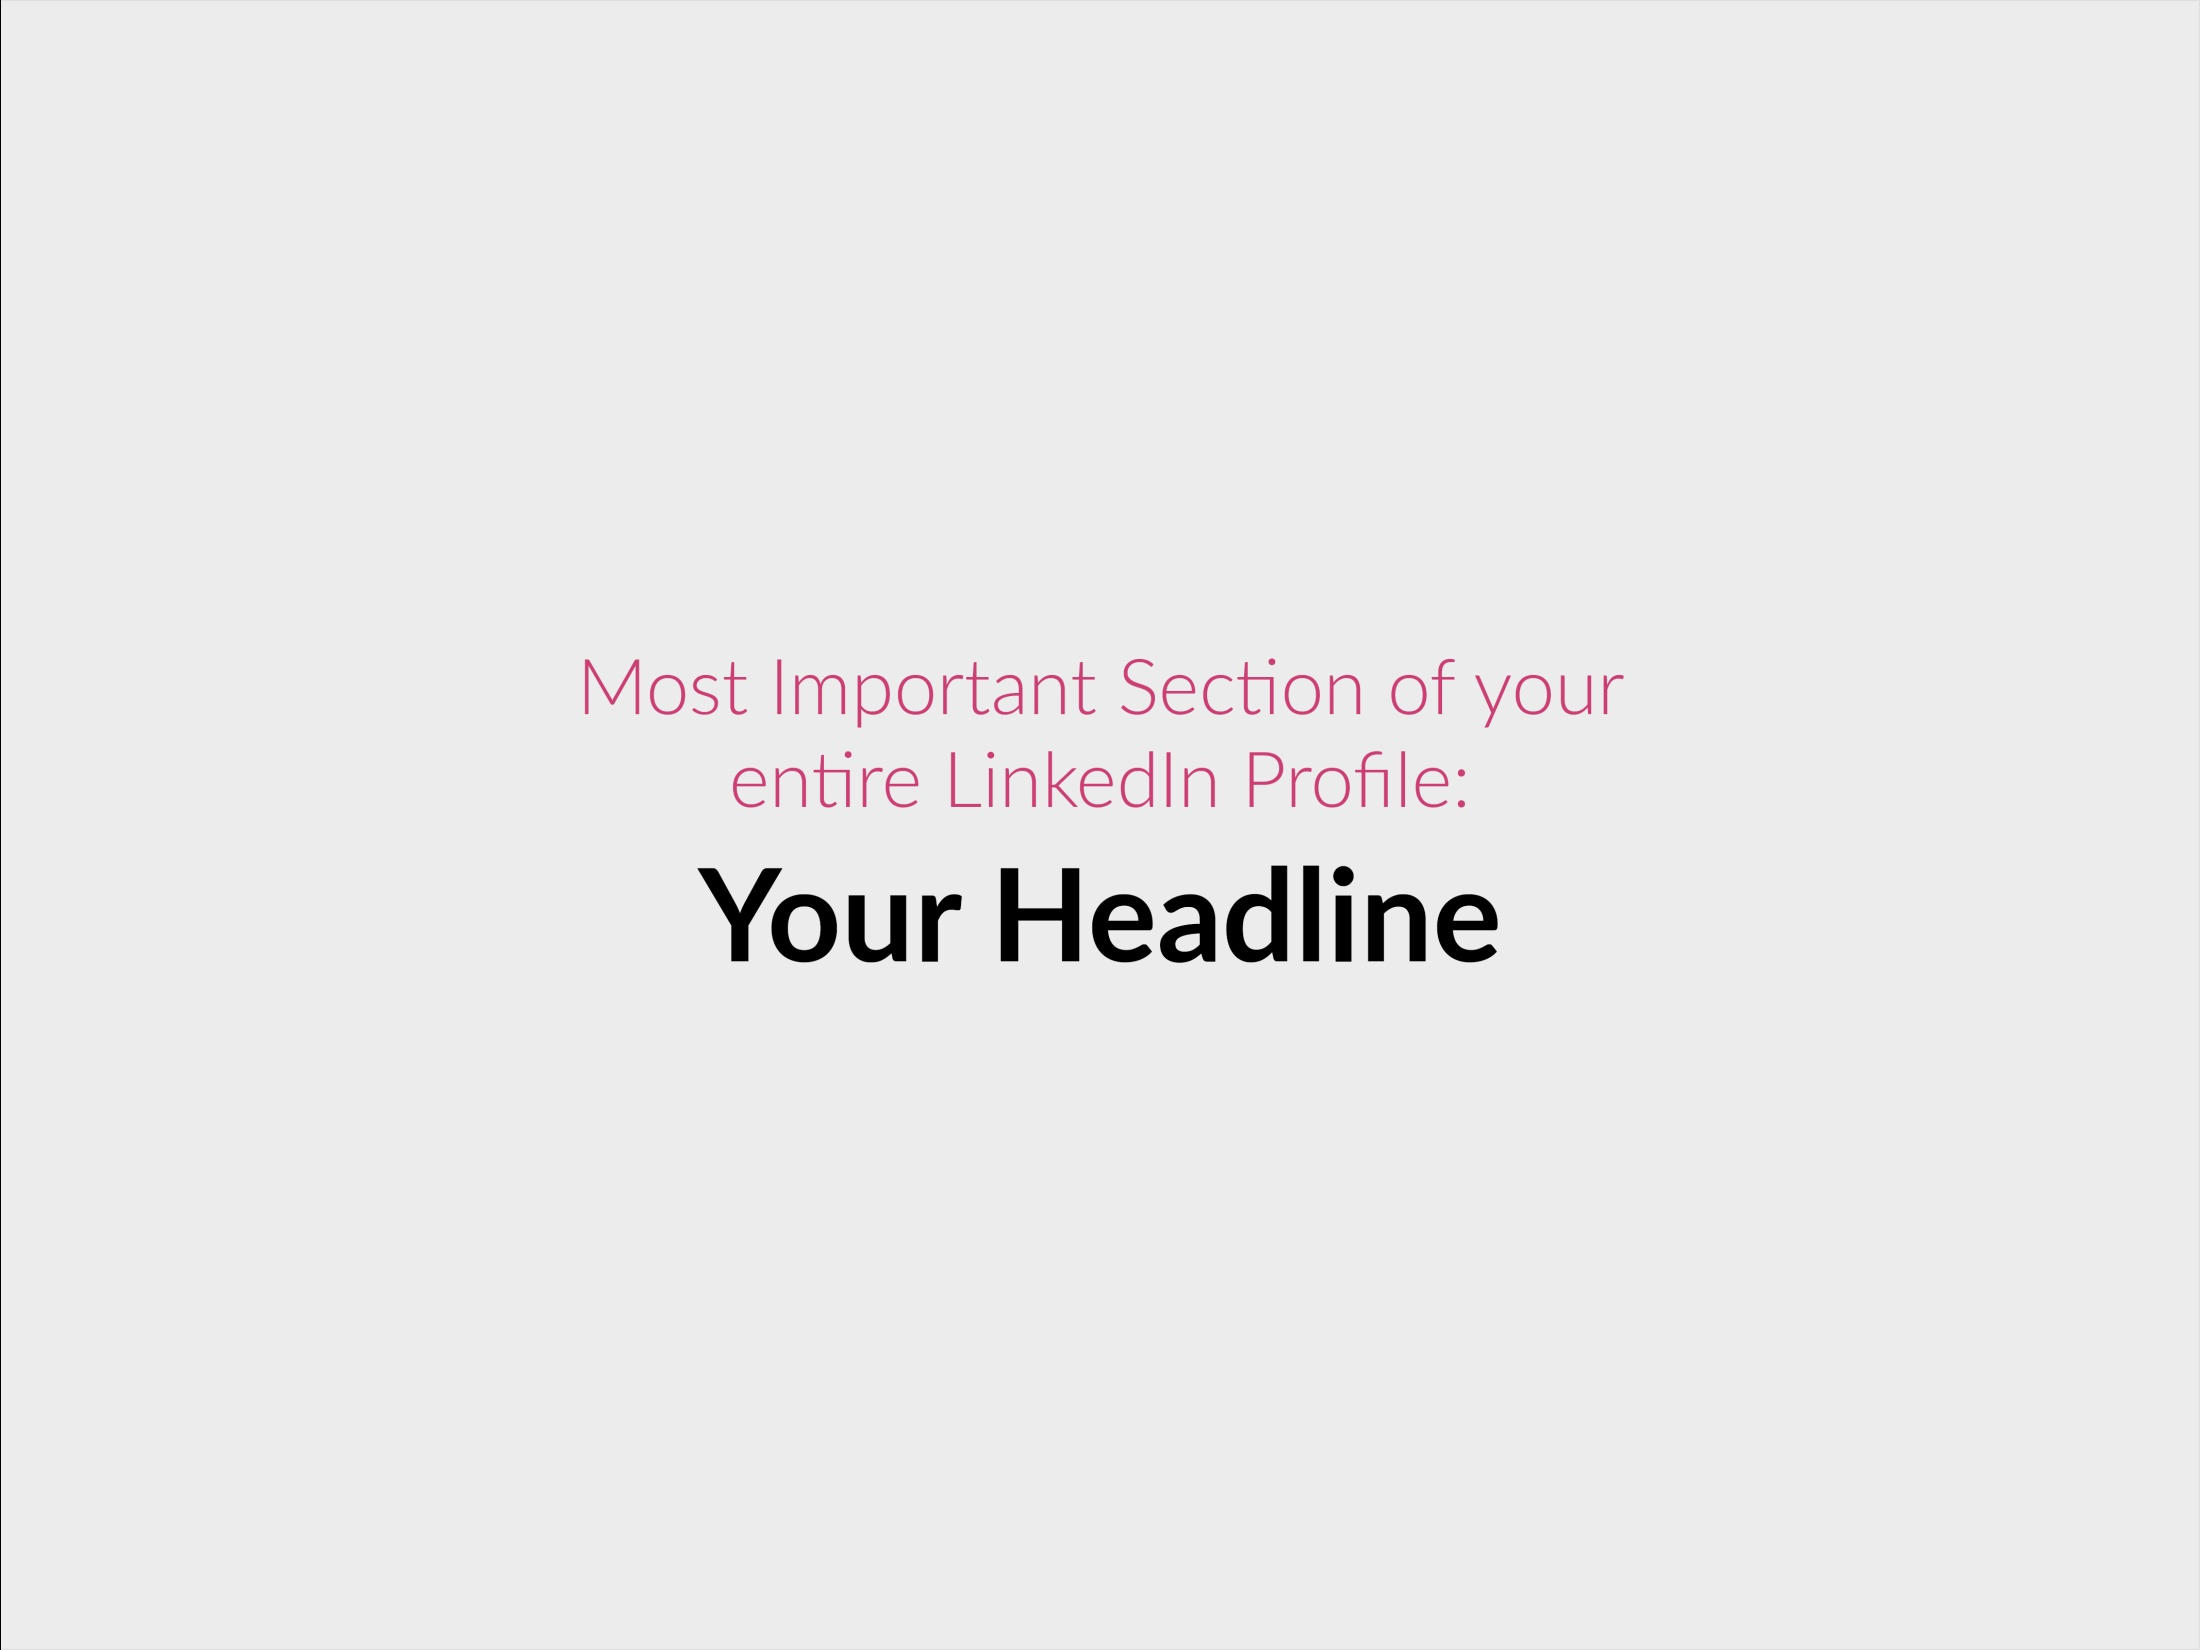 Most Important Section of your
entire LinkedIn Profile:
Your Headline